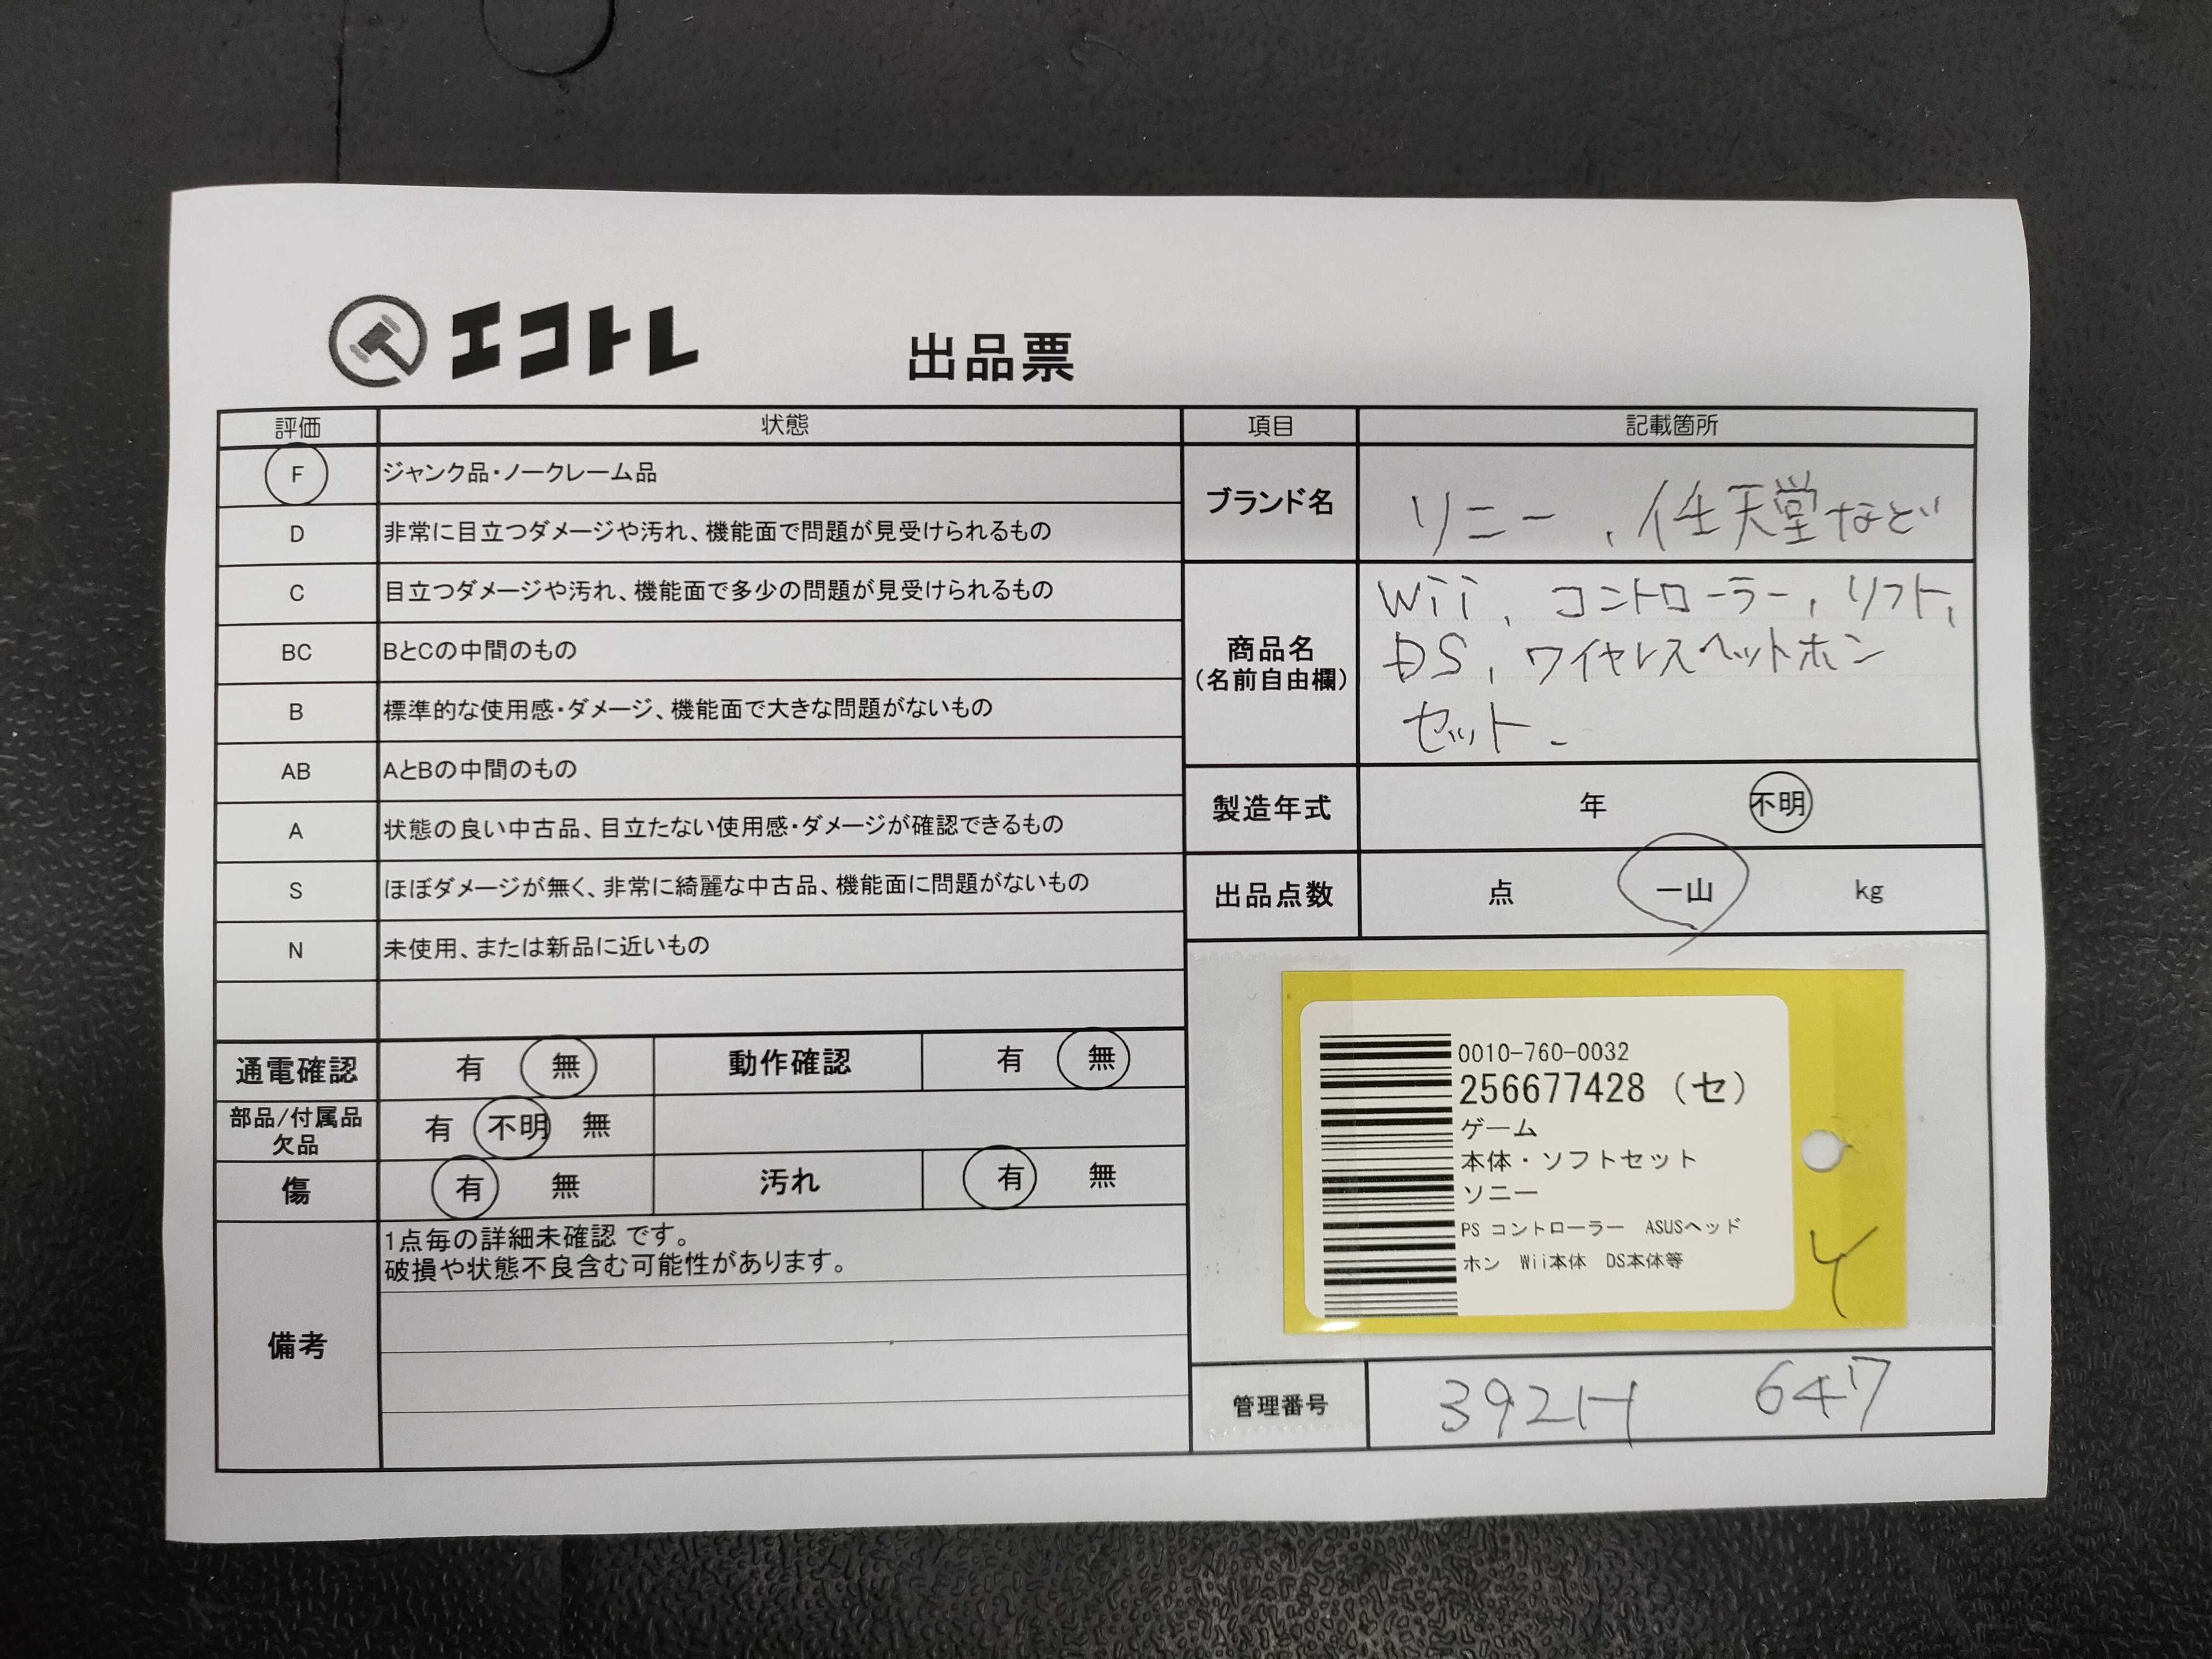 エコトレ
出品票
評価 状態
F ジャンク品・ノークレーム品
D 非常に目立つダメージや汚れ、機能面で問題が見受けられるもの
C 目立つダメージや汚れ、機能面で多少の問題が見受けられるもの
BC BとCの中間のもの
B 標準的な使用感・ダメージ、機能面で大きな問題がないもの
AB AとBの中間のもの
A 状態の良い中古品、目立たない使用感・ダメージが確認できるもの
S ほぼダメージが無く、非常に綺麗な中古品、機能面に問題がないもの
N 未使用、または新品に近いもの
通電確認 有 無 動作確認 有 無
部品/付属品
欠品 有 不明 無
傷 有 無 汚れ 有 無
備考
1点毎の詳細未確認 です。
破損や状態不良含む可能性があります。
項目 記載箇所
ブランド名 ソニー、任天堂など
商品名
(名前自由欄)
Wii、コントローラー、ソフト、
DS、ワイヤレスヘットホン
セット.
製造年式 年 不明
出品点数 点 一山 kg
0010-760-0032
256677428 (セ)
ゲーム
本体・ソフトセット
ソニー
PS コントローラー ASUSヘッド
ホン Wii本体 DS本体等
管理番号 392H 647